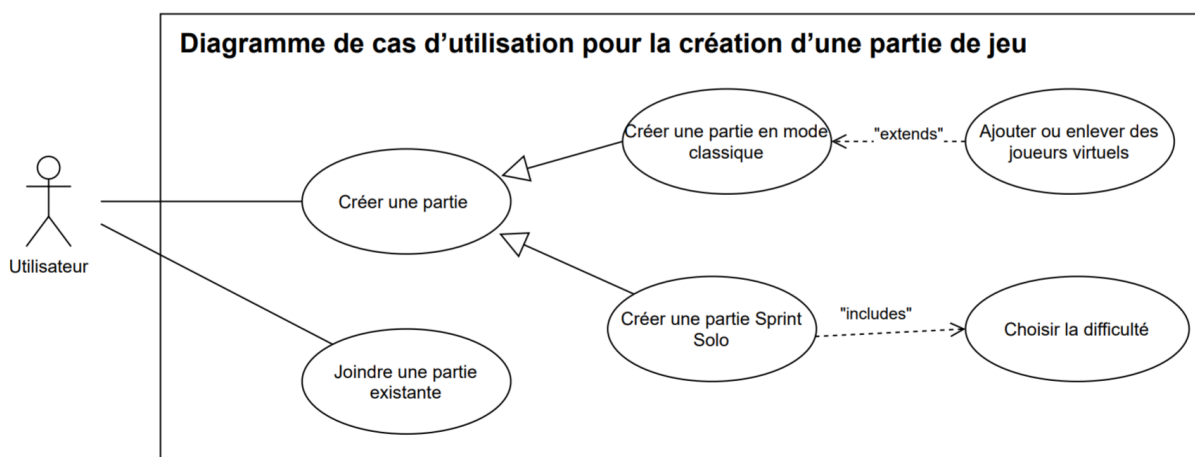 Diagramme de cas d’utilisation pour la création d’une partie de jeu
Créer une partie en mode
classique
"extends"
Ajouter ou enlever des
joueurs virtuels
Créer une partie
Utilisateur
Créer une partie Sprint
Solo
"includes"
Choisir la difficulté
Joindre une partie
existante